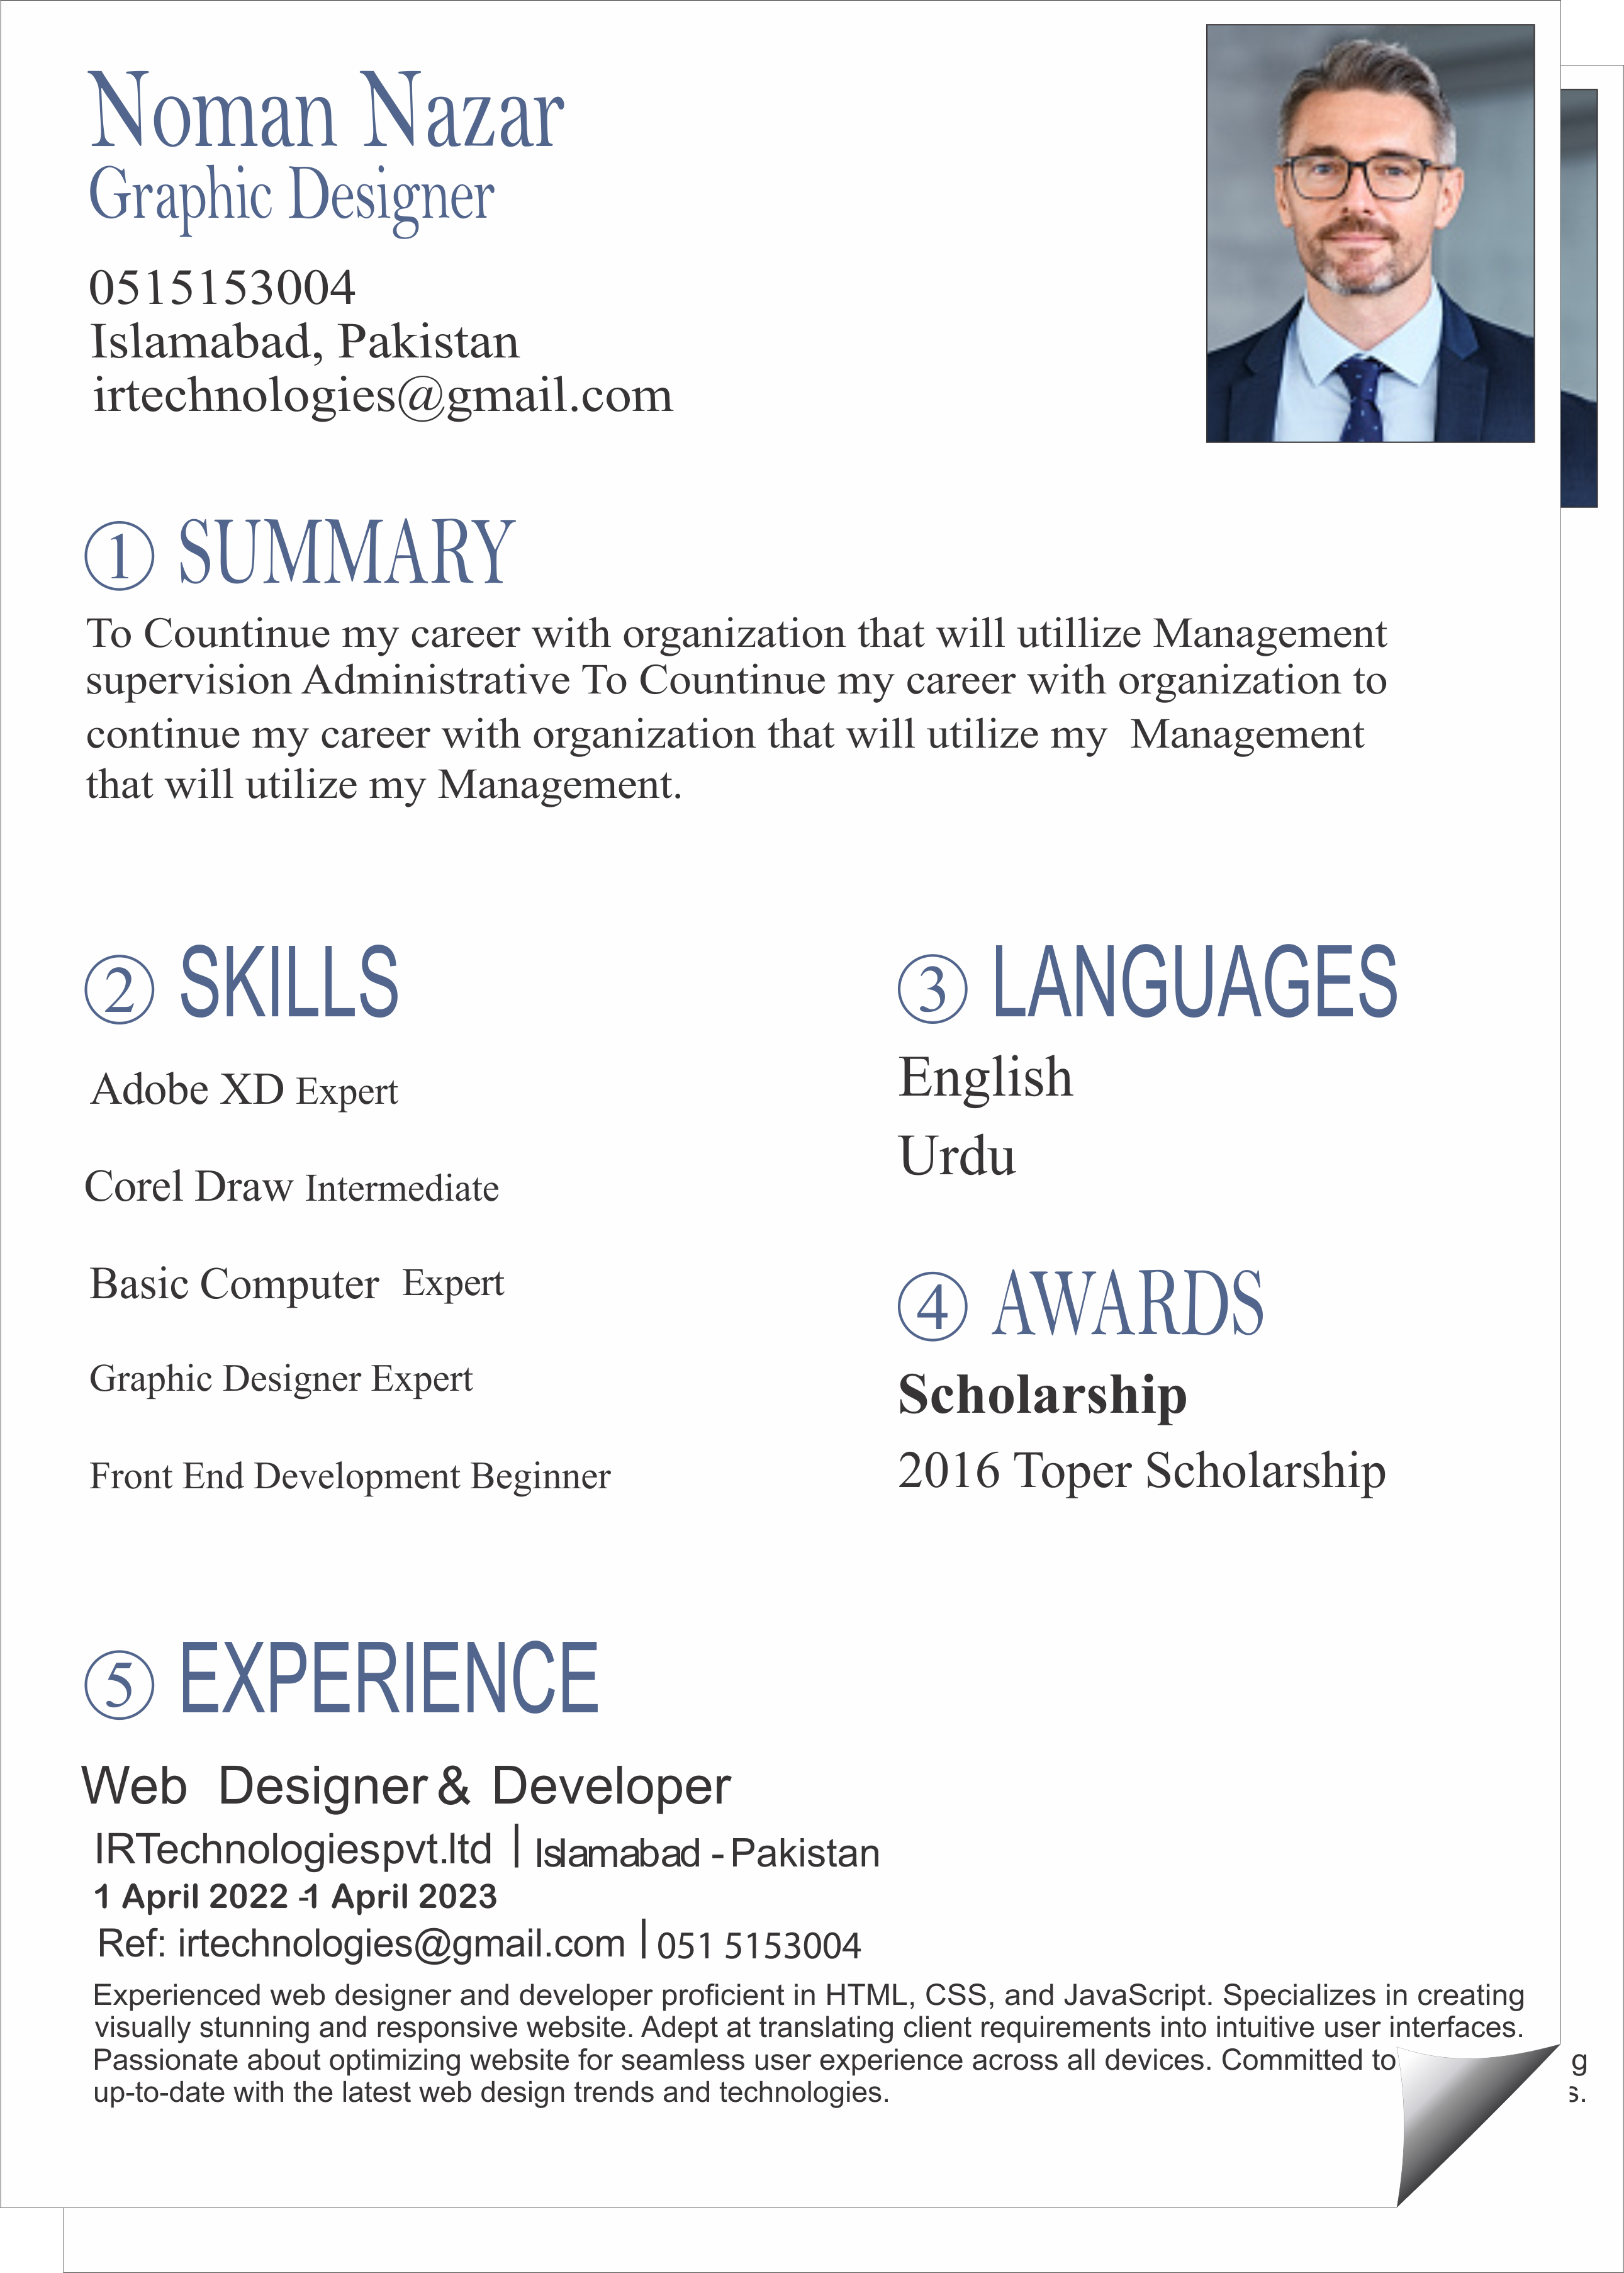 Noman Nazar
Graphic Designer
0515153004
Islamabad, Pakistan
irtechnologies@gmail.com
1 SUMMARY
To Countinue my career with organization that will utillize Management
supervision Administrative To Countinue my career with organization to
continue my career with organization that will utilize my Management
that will utilize my Management.
2 SKILLS
Adobe XD Expert
Corel Draw Intermediate
Basic Computer Expert
Graphic Designer Expert
Front End Development Beginner
3 LANGUAGES
English
Urdu
4 AWARDS
Scholarship
2016 Toper Scholarship
5 EXPERIENCE
Web Designer & Developer
IRTechnologiespvt.ltd | Islamabad - Pakistan
1 April 2022 -1 April 2023
Ref: irtechnologies@gmail.com | 051 5153004
Experienced web designer and developer proficient in HTML, CSS, and JavaScript. Specializes in creating
visually stunning and responsive website. Adept at translating client requirements into intuitive user interfaces.
Passionate about optimizing website for seamless user experience across all devices. Committed to
up-to-date with the latest web design trends and technologies.